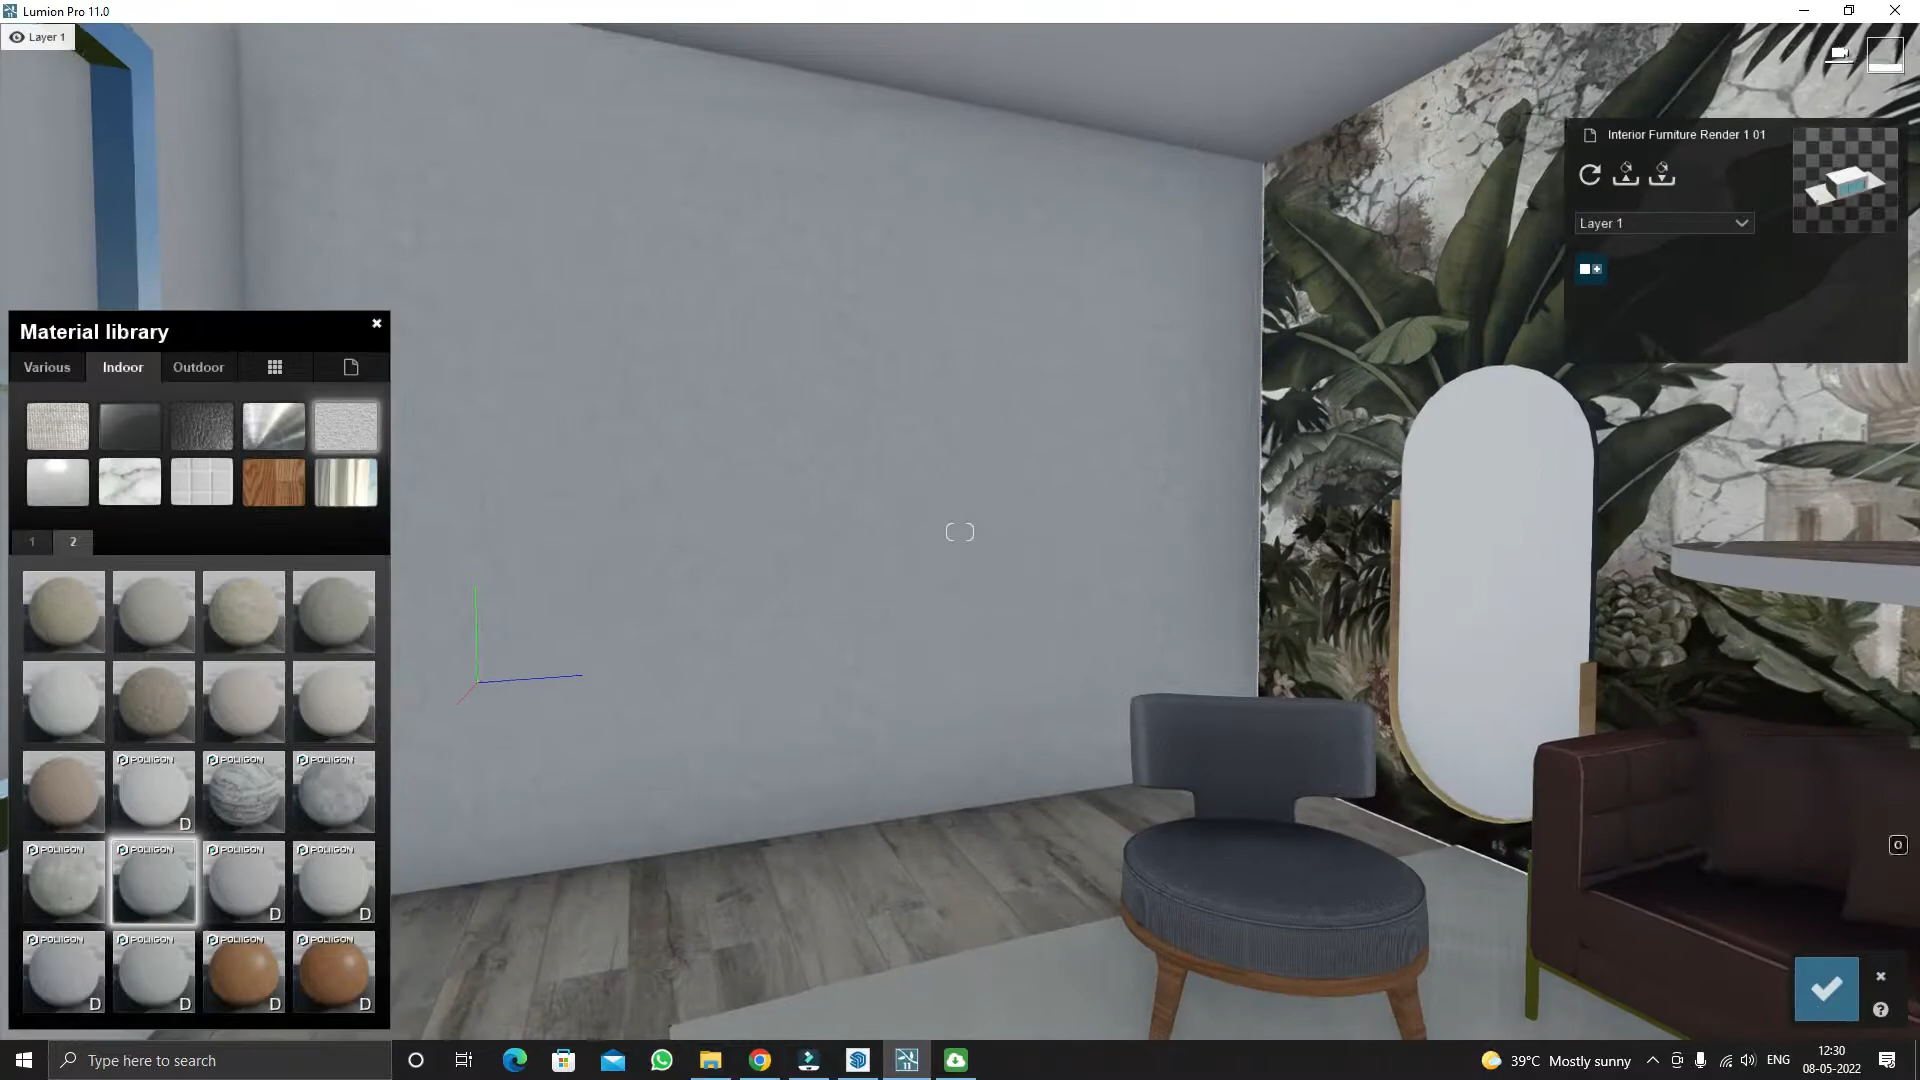 Lumion Pro 11.0
Layer 1
Interior Furniture Render 1 01
Layer 1
Material library
Various Indoor Outdoor
1 2
POLIIGON POLIIGON POLIIGON
D
POLIIGON POLIIGON POLIIGON POLIIGON
D D
POLIIGON POLIIGON POLIIGON POLIIGON
D D D D
O
?
Type here to search
11
39°C Mostly sunny
ENG
12:30
08-05-2022